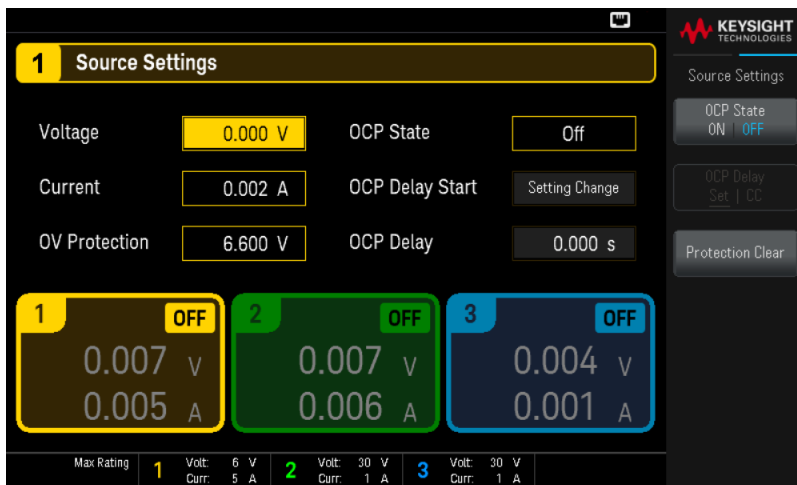 KEYSIGHT
TECHNOLOGIES
1 Source Settings
Source Settings
Voltage 0.000 V OCP State Off
OCP State
ON | OFF
Current 0.002 A OCP Delay Start Setting Change
OCP Delay
Set | CC
OV Protection 6.600 V OCP Delay 0.000 s
Protection Clear
1 OFF
0.007 V
0.005 A
2 OFF
0.007 V
0.006 A
3 OFF
0.004 V
0.001 A
Max Rating
1 Volt: 6 V
Curr: 5 A
2 Volt: 30 V
Curr: 1 A
3 Volt: 30 V
Curr: 1 A